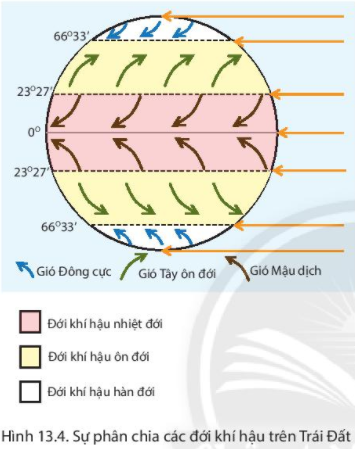 66°33'
23°27'
0°
23°27'
66°33'
Gió Đông cực
Gió Tây ôn đới
Gió Mậu dịch
Đới khí hậu nhiệt đới
Đới khí hậu ôn đới
Đới khí hậu hàn đới
Hình 13.4. Sự phân chia các đới khí hậu trên Trái Đất